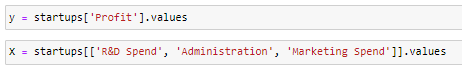 y = startups['Profit'].values
X = startups[['R&D Spend', 'Administration', 'Marketing Spend']].values